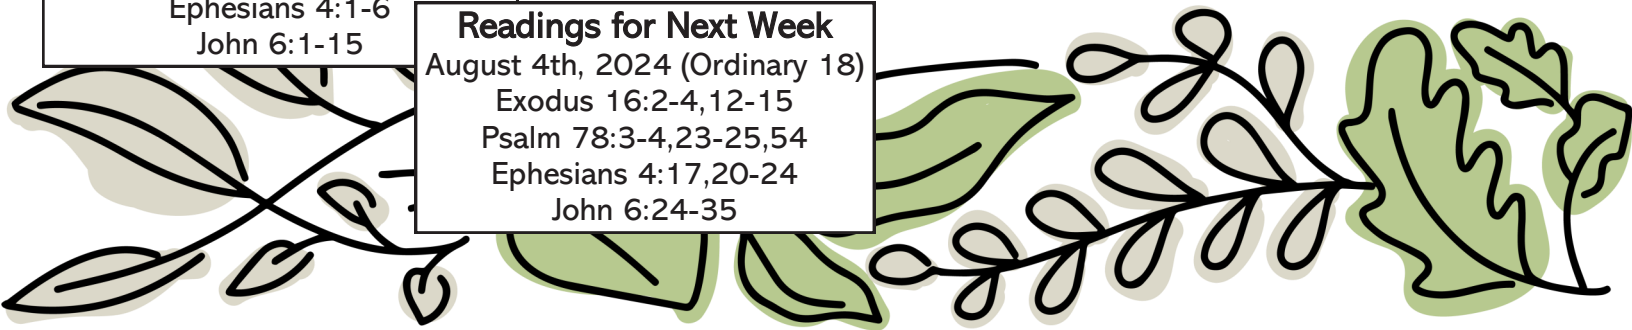 Ephesians 4:1-6
John 6:1-15
Readings for Next Week
August 4th, 2024 (Ordinary 18)
Exodus 16:2-4,12-15
Psalm 78:3-4,23-25,54
Ephesians 4:17,20-24
John 6:24-35